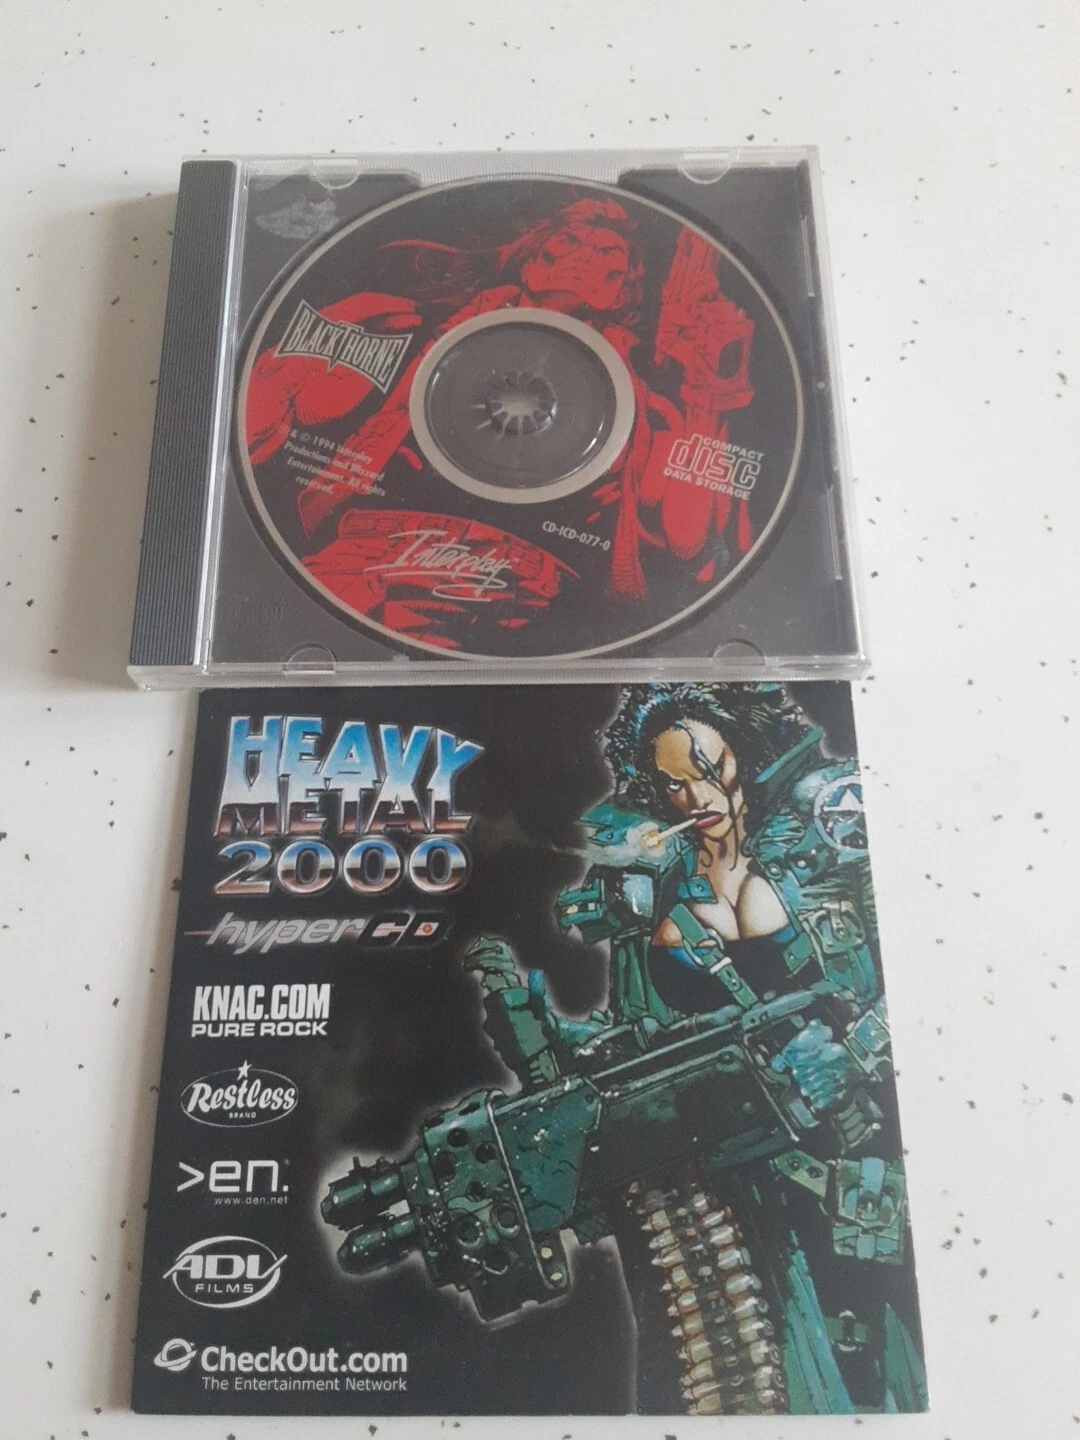 BLACKTHORNE
& © 1994 Interplay
Productions and Blizzard
Entertainment. All rights
reserved.
COMPACT
disc
DATA STORAGE
CD-ICD-077-0
Interplay
HEAVY
METAL
2000
hyperCD
KNAC.COM
PURE ROCK
Restless
BRAND
>en.
www.den.net
ADV
FILMS
CheckOut.com
The Entertainment Network